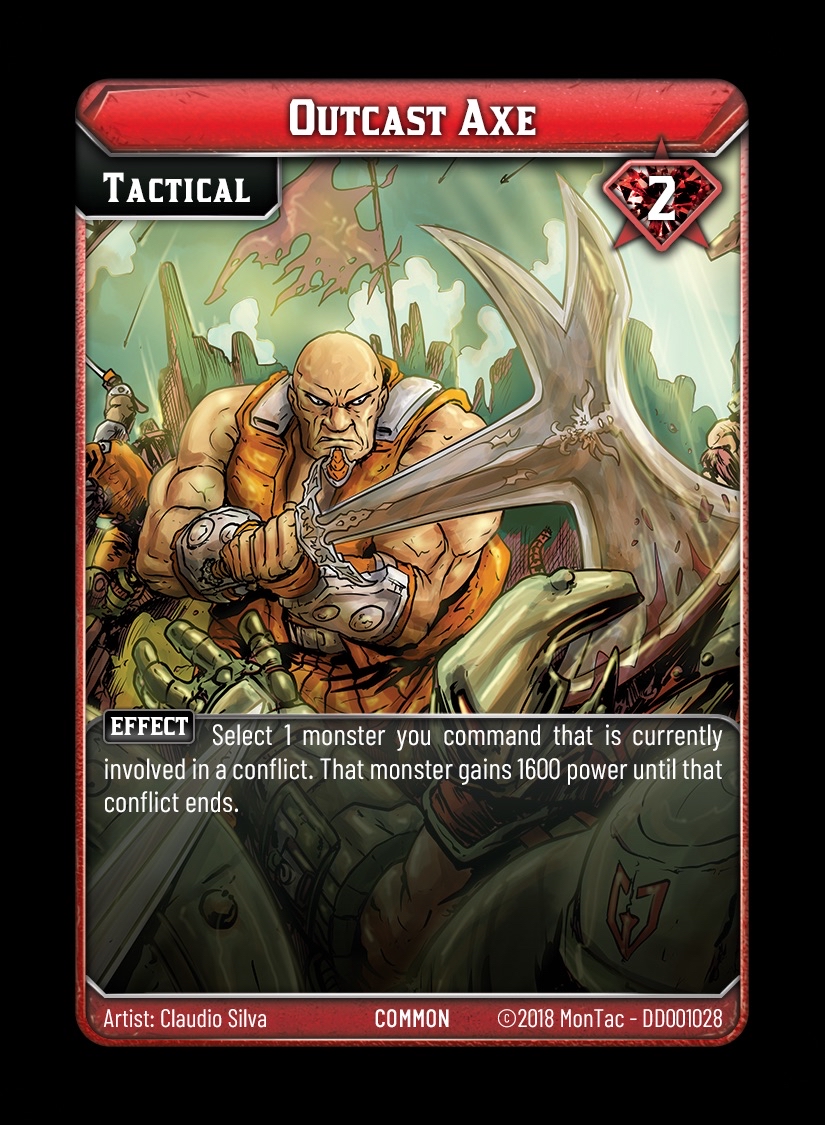 Outcast Axe
Tactical
2
EFFECT Select 1 monster you command that is currently
involved in a conflict. That monster gains 1600 power until that
conflict ends.
Artist: Claudio Silva COMMON ©2018 MonTac - DD001028